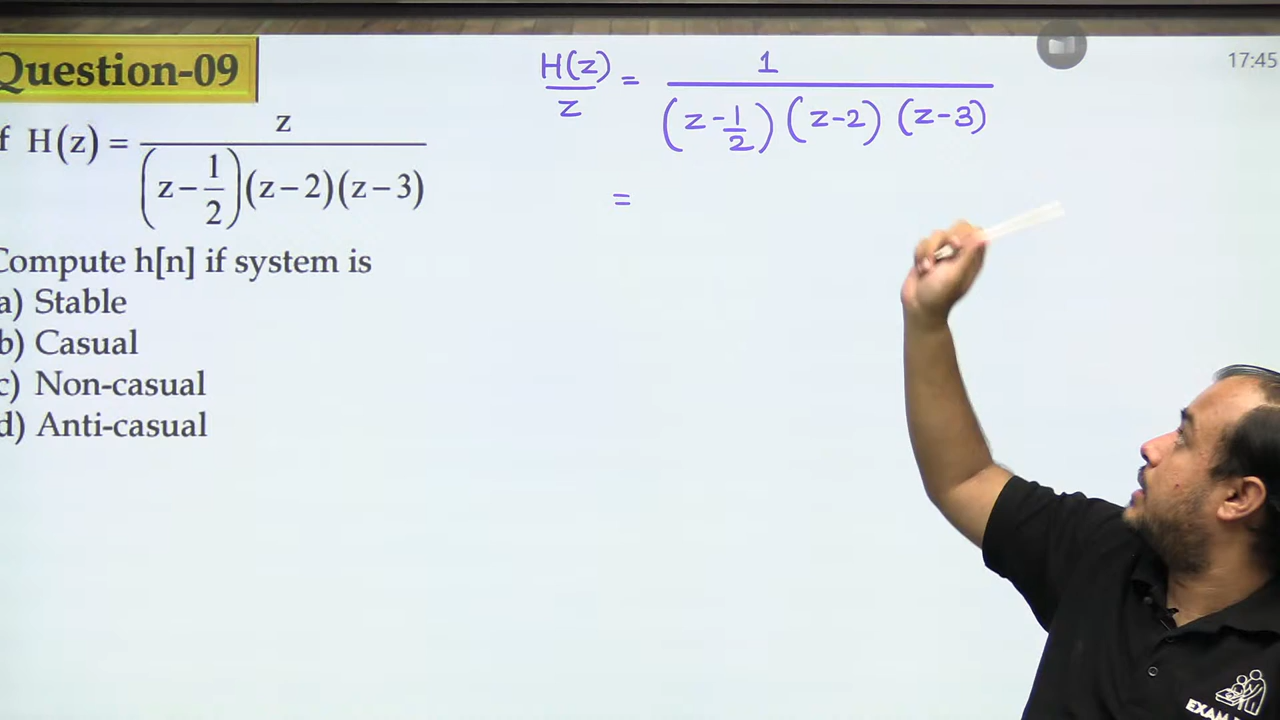 Question-09
f H(z) = z / ((z − 1/2)(z − 2)(z − 3))
Compute h[n] if system is
a) Stable
b) Casual
c) Non-casual
d) Anti-casual
H(z)/z = 1 / ((z-1/2) (z-2) (z-3))
=
17:45
EXAM